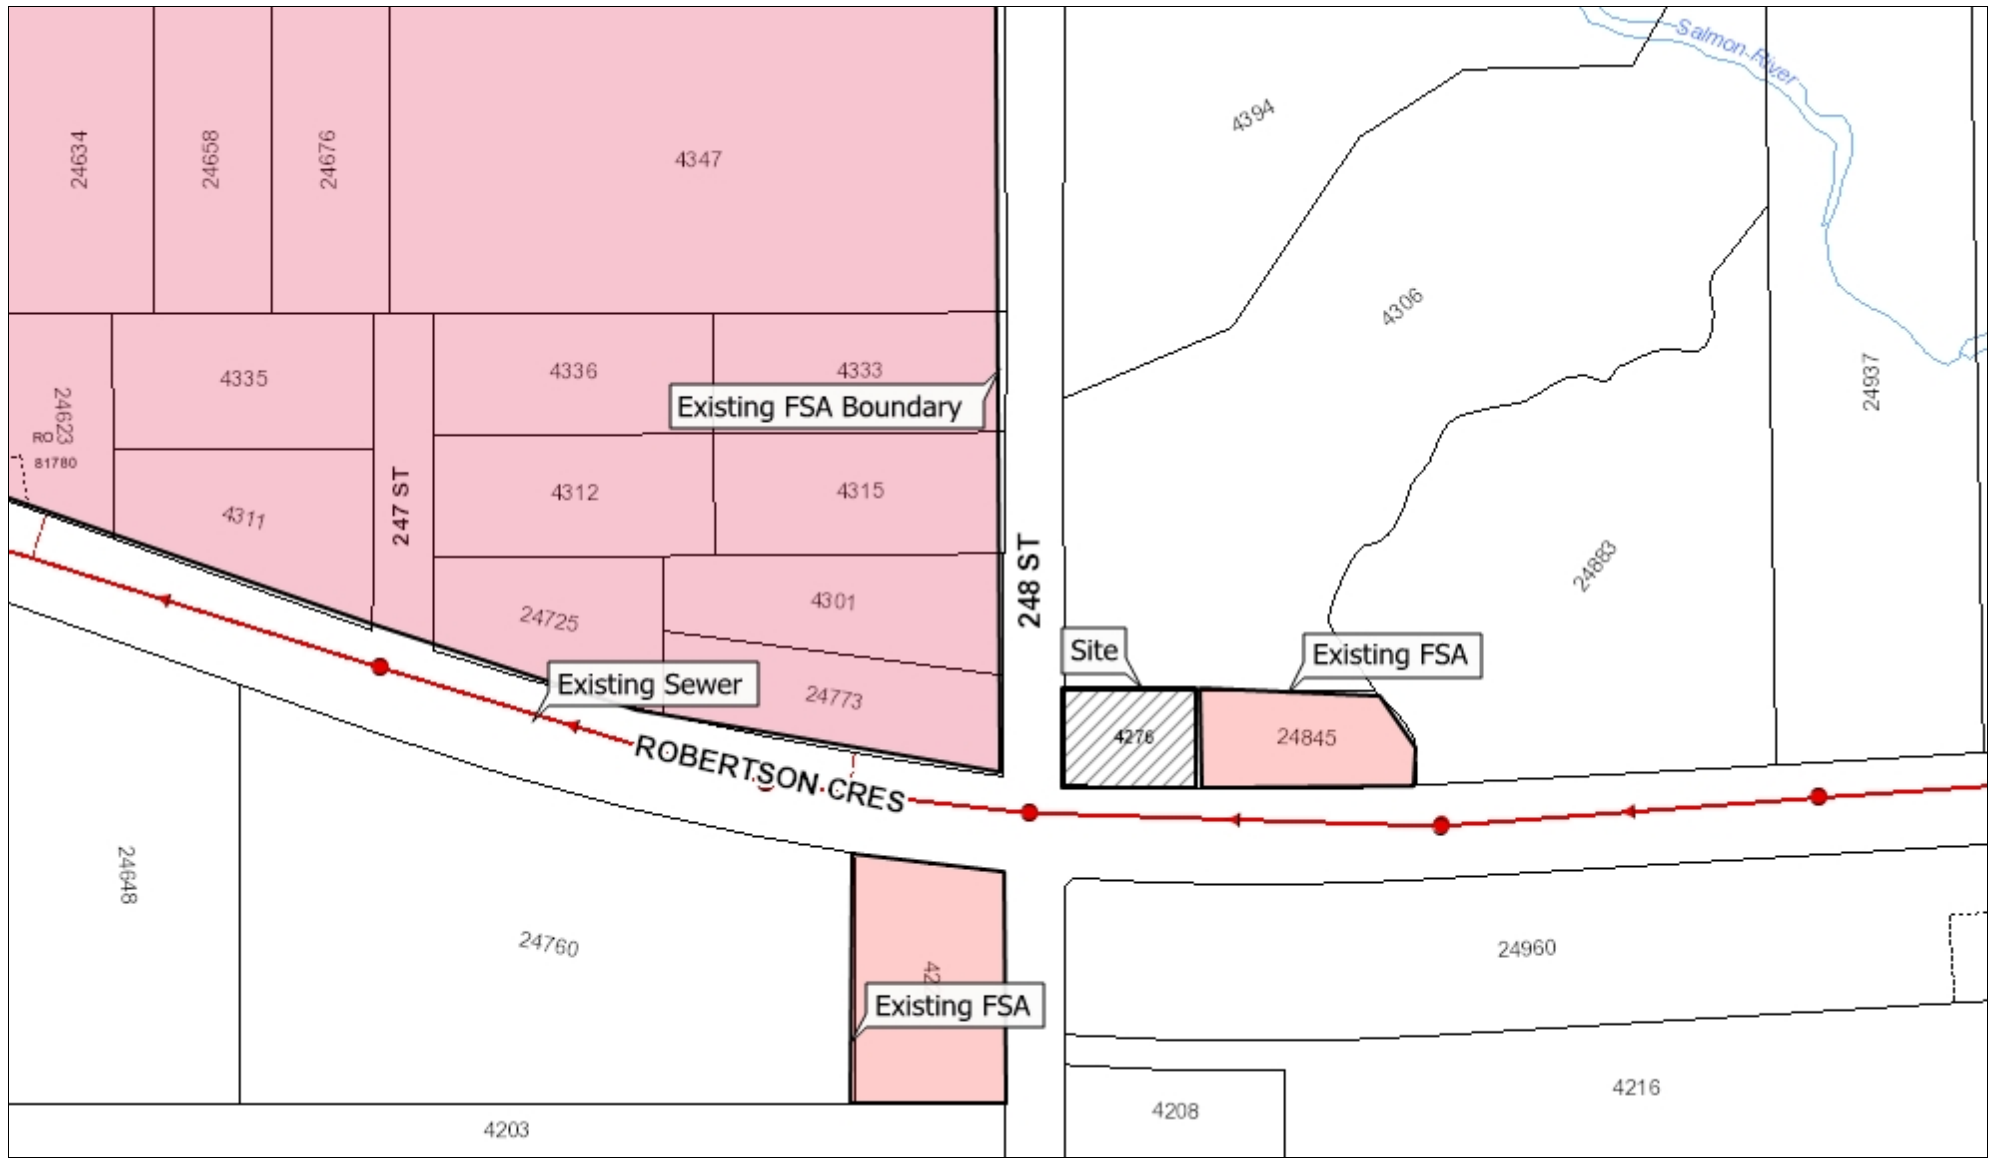 Salmon River
4394
24634
24658
24676
4347
4306
24937
4335
4336
4333
24623
Existing FSA Boundary
RO
81780
4311
247 ST
4312
4315
248 ST
24883
24725
4301
Site
Existing FSA
Existing Sewer
24773
4276
24845
ROBERTSON CRES
24648
24760
24960
42
Existing FSA
4216
4208
4203